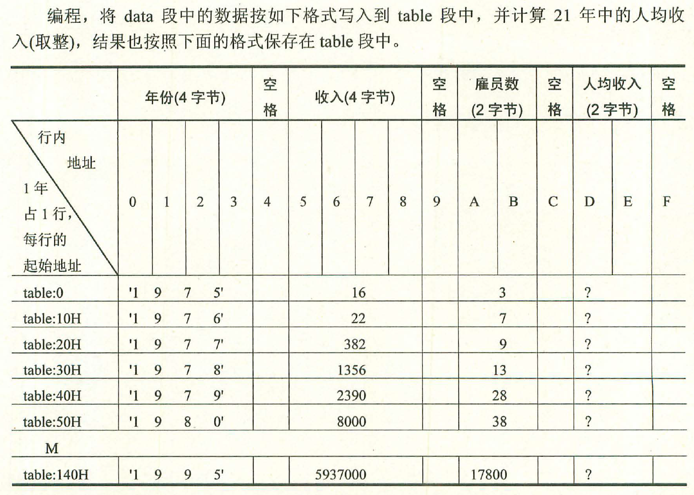 编程，将 data 段中的数据按如下格式写入到 table 段中，并计算 21 年中的人均收
入(取整)，结果也按照下面的格式保存在 table 段中。
年份(4 字节) 空格 收入(4 字节) 空格 雇员数(2 字节) 空格 人均收入(2 字节) 空格
行内地址
1 年占 1 行，每行的起始地址
0 1 2 3 4 5 6 7 8 9 A B C D E F
table:0 '1 9 7 5' 16 3 ?
table:10H '1 9 7 6' 22 7 ?
table:20H '1 9 7 7' 382 9 ?
table:30H '1 9 7 8' 1356 13 ?
table:40H '1 9 7 9' 2390 28 ?
table:50H '1 9 8 0' 8000 38 ?
M
table:140H '1 9 9 5' 5937000 17800 ?